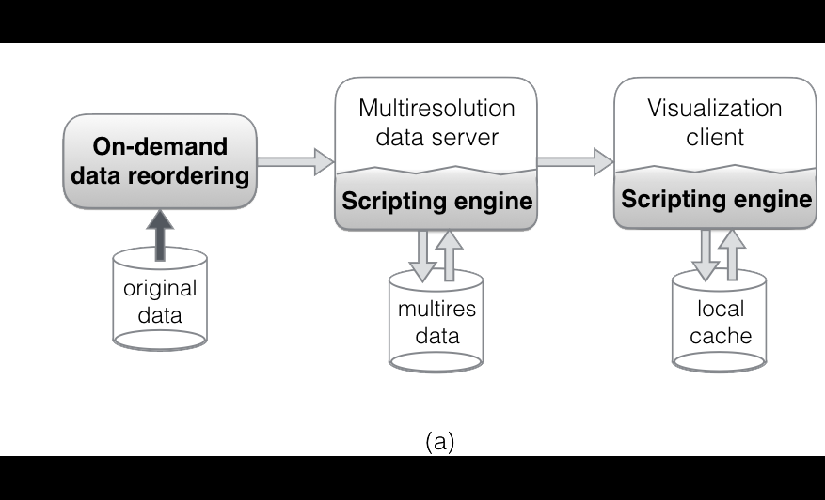 On-demand
data reordering
original
data
Multiresolution
data server
Scripting engine
multires
data
Visualization
client
Scripting engine
local
cache
(a)